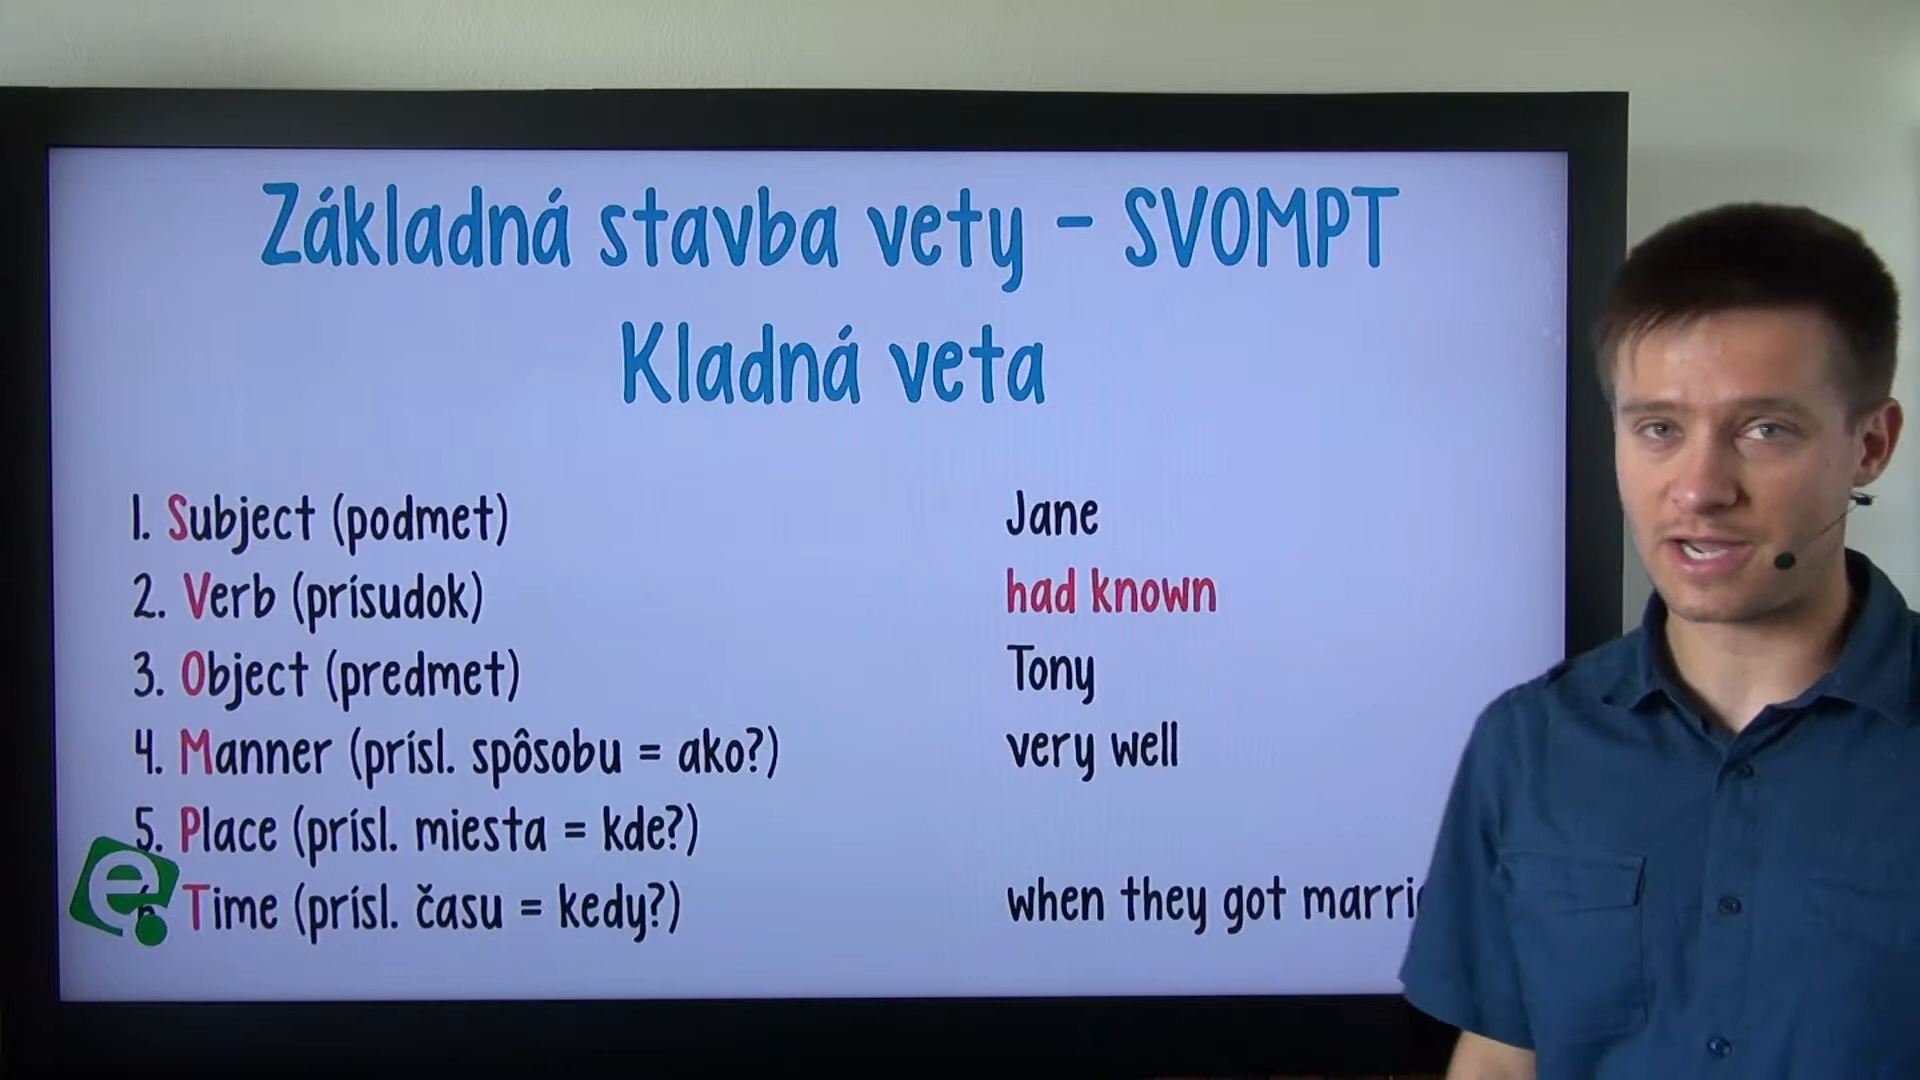 Základná stavba vety - SVOMPT
Kladná veta
1. Subject (podmet) Jane
2. Verb (prísudok) had known
3. Object (predmet) Tony
4. Manner (prísl. spôsobu = ako?) very well
5. Place (prísl. miesta = kde?)
Time (prísl. času = kedy?) when they got
e